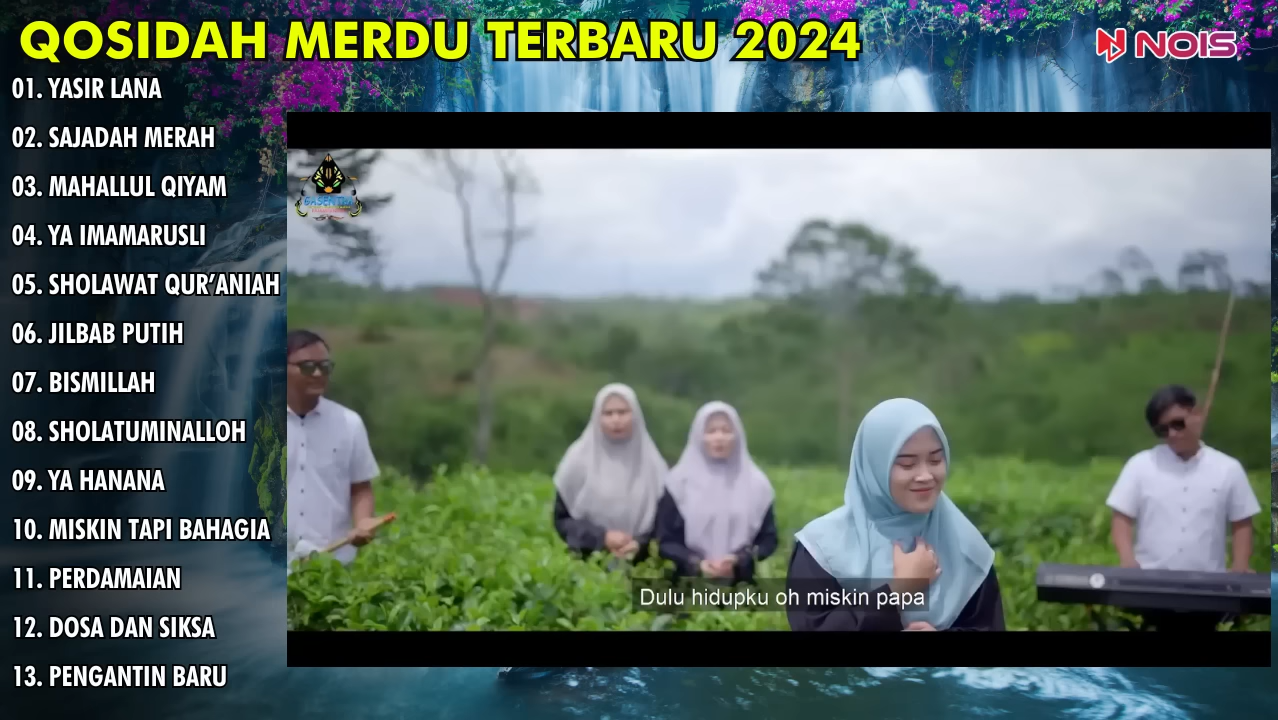 QOSIDAH MERDU TERBARU 2024
NOIS
01. YASIR LANA
02. SAJADAH MERAH
03. MAHALLUL QIYAM
04. YA IMAMARUSLI
05. SHOLAWAT QUR'ANIAH
06. JILBAB PUTIH
07. BISMILLAH
08. SHOLATUMINALLOH
09. YA HANANA
10. MISKIN TAPI BAHAGIA
11. PERDAMAIAN
12. DOSA DAN SIKSA
13. PENGANTIN BARU
Dulu hidupku oh miskin papa